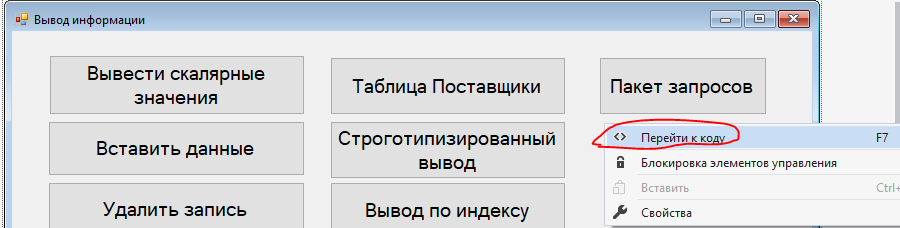 Вывод информации
Вывести скалярные
значения
Таблица Поставщики
Пакет запросов
Вставить данные
Строготипизированный
вывод
Удалить запись
Вывод по индексу
Перейти к коду F7
Блокировка элементов управления
Вставить Ctrl+
Свойства